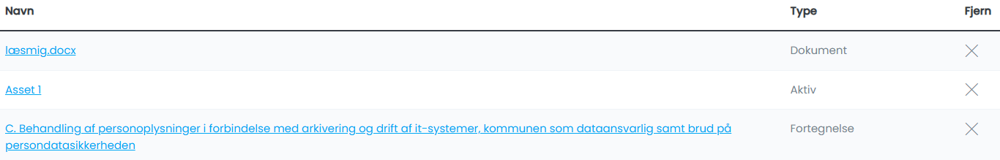 Navn Type Fjern
læsmig.docx Dokument
Asset 1 Aktiv
C. Behandling af personoplysninger i forbindelse med arkivering og drift af it-systemer, kommunen som dataansvarlig samt brud på Fortegnelse
persondatasikkerheden